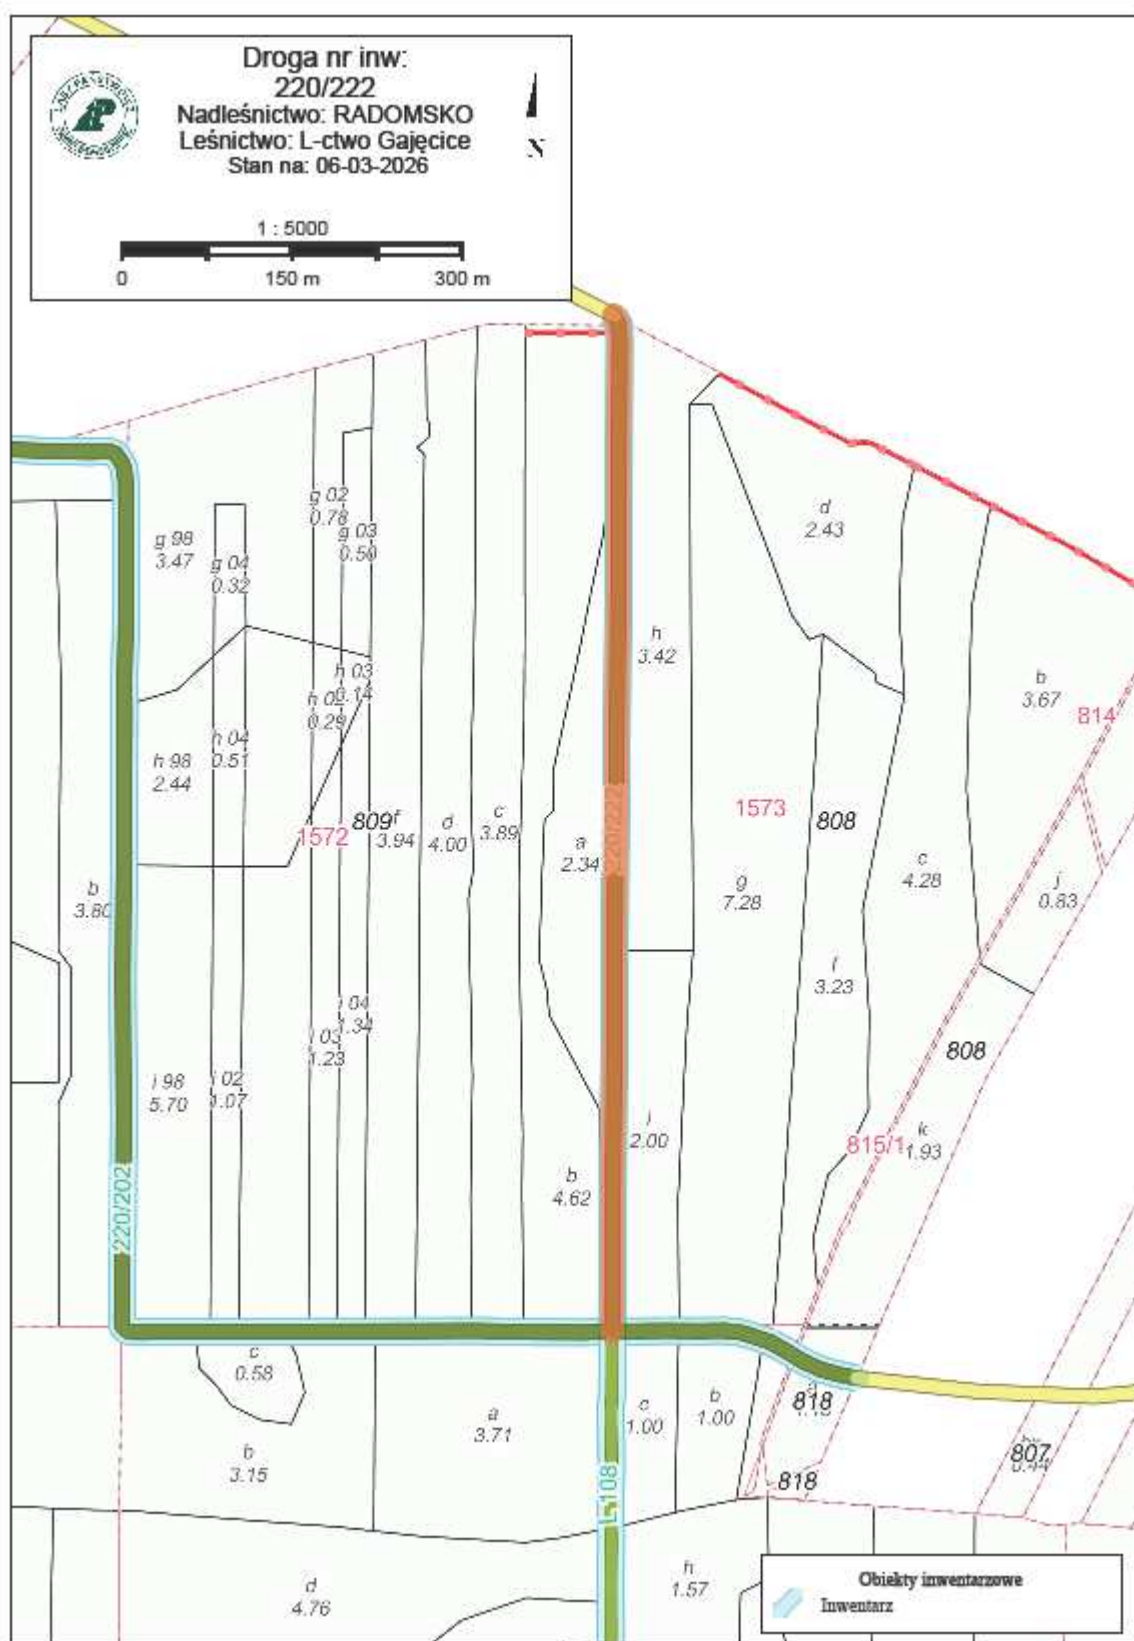 Droga nr inw:
220/222
Nadleśnictwo: RADOMSKO
Leśnictwo: L-ctwo Gajęcice
Stan na: 06-03-2026
N
1 : 5000
0 150 m 300 m
g 02
0.78
g 03
0.50
g 98
3.47
g 04
0.32
d
2.43
h
3.42
b
3.67
814
h 03
0.14
0.29
h 04
0.51
h 98
2.44
1572
809
f
3.94
d
4.00
c
3.89
a
2.34
220/222
1573
808
g
7.28
c
4.28
j
0.83
b
3.80
3.23
04
1.34
03
1.23
808
98
5.70
02
1.07
2.00
k
1.93
815/1
b
4.62
220/202
c
0.58
a
3.71
b
3.15
c
1.00
b
1.00
818
818
807
0.44
L-108
d
4.76
h
1.57
Obiekty inwentarzowe
Inwentarz